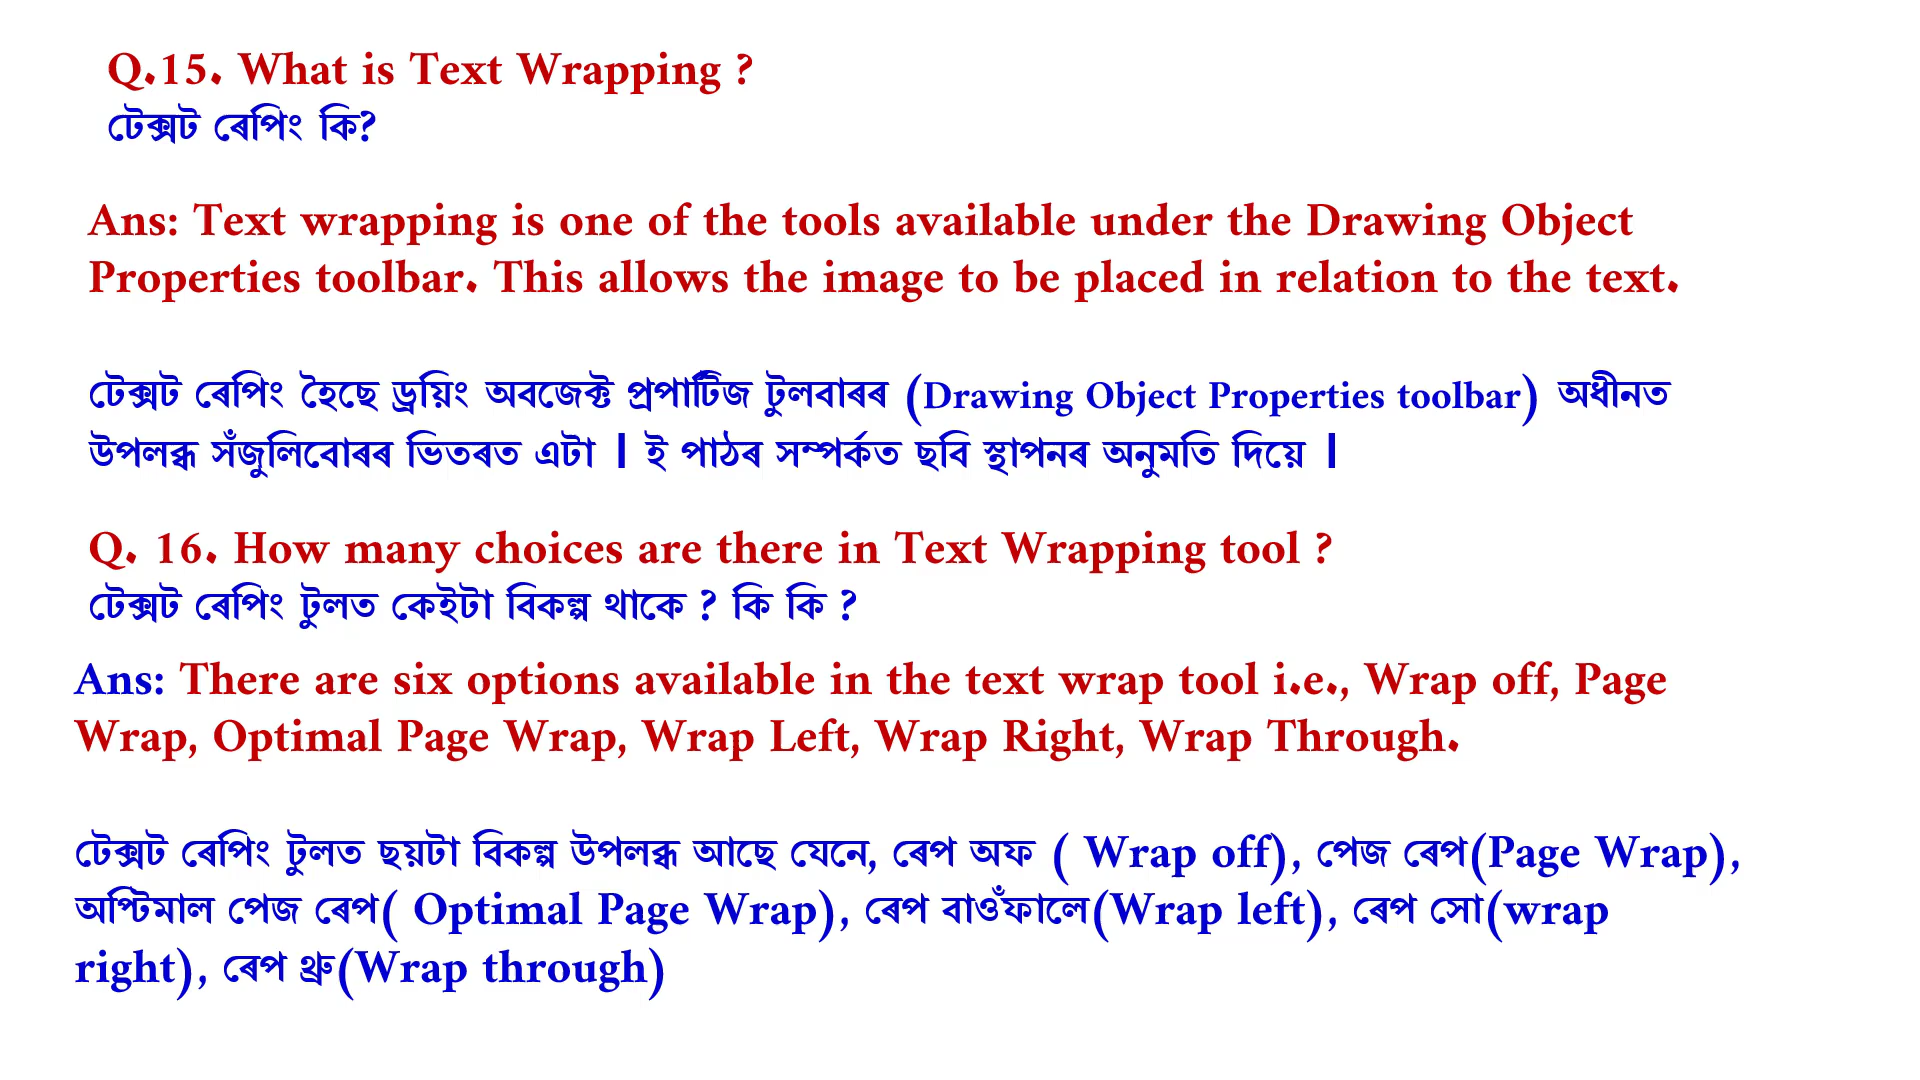 Q.15. What is Text Wrapping ?
টেক্সট ৰেপিং কি?
Ans: Text wrapping is one of the tools available under the Drawing Object
Properties toolbar. This allows the image to be placed in relation to the text.
টেক্সট ৰেপিং হৈছে ড্ৰয়িং অবজেক্ট প্ৰপাৰ্টিজ টুলবাৰৰ (Drawing Object Properties toolbar) অধীনত
উপলব্ধ সঁজুলিবোৰৰ ভিতৰত এটা | ই পাঠৰ সম্পৰ্কত ছবি স্থাপনৰ অনুমতি দিয়ে |
Q. 16. How many choices are there in Text Wrapping tool ?
টেক্সট ৰেপিং টুলত কেইটা বিকল্প থাকে ? কি কি ?
Ans: There are six options available in the text wrap tool i.e., Wrap off, Page
Wrap, Optimal Page Wrap, Wrap Left, Wrap Right, Wrap Through.
টেক্সট ৰেপিং টুলত ছয়টা বিকল্প উপলব্ধ আছে যেনে, ৰেপ অফ ( Wrap off), পেজ ৰেপ(Page Wrap),
অপ্টিমাল পেজ ৰেপ( Optimal Page Wrap), ৰেপ বাওঁফালে(Wrap left), ৰেপ সো(wrap
right), ৰেপ থ্ৰু(Wrap through)